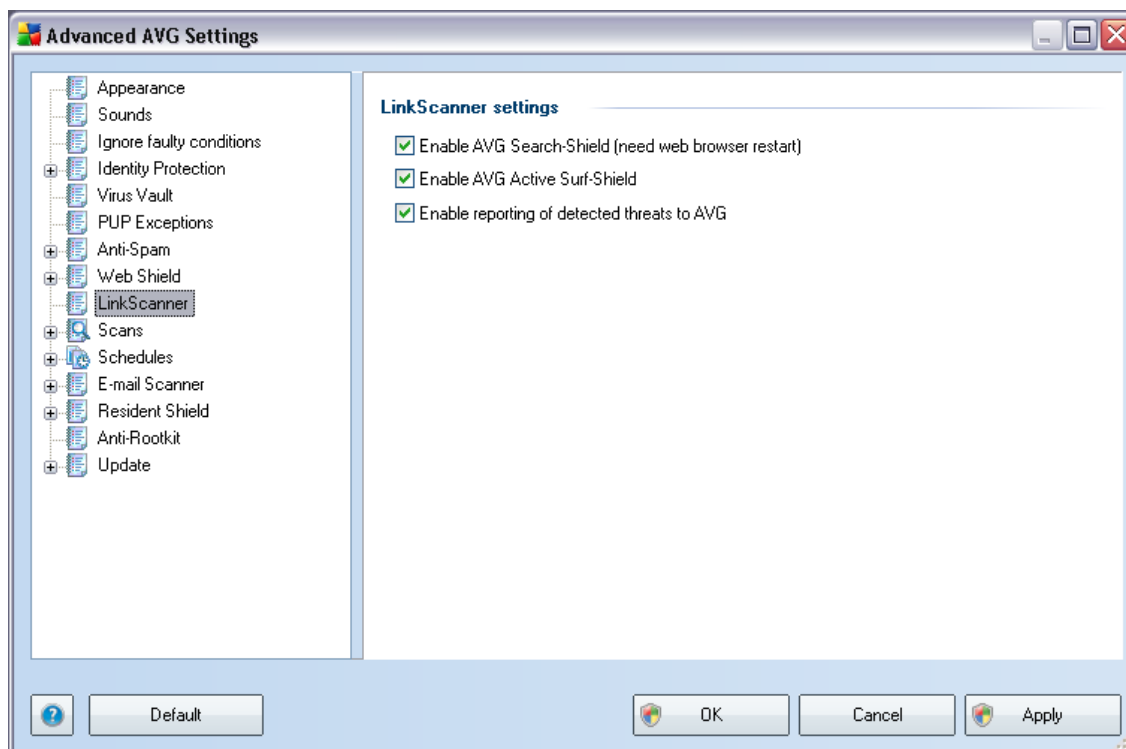 Advanced AVG Settings
Appearance
Sounds
Ignore faulty conditions
Identity Protection
Virus Vault
PUP Exceptions
Anti-Spam
Web Shield
LinkScanner
Scans
Schedules
E-mail Scanner
Resident Shield
Anti-Rootkit
Update
LinkScanner settings
Enable AVG Search-Shield (need web browser restart)
Enable AVG Active Surf-Shield
Enable reporting of detected threats to AVG
? Default OK Cancel Apply